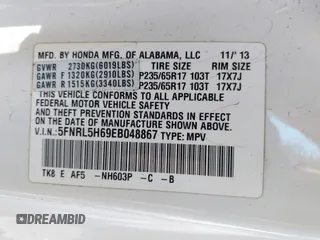 MFD. BY HONDA MFG. OF ALABAMA, LLC 11/'13
GVWR 2730KG(6019LBS) TIRE SIZE RIM SIZE
GAWR F 1320KG(2910LBS) P235/65R17 103T 17X7J
GAWR R 1515KG(3340LBS) P235/65R17 103T 17X7J
THIS VEHICLE CONFORMS TO ALL APPLICABLE
FEDERAL MOTOR VEHICLE SAFETY AND THEFT
PREVENTION STANDARDS IN EFFECT ON THE
DATE OF MANUFACTURE SHOWN ABOVE.
V.I.N: 5FNRL5H69EB048867 TYPE: MPV
TK8 E AF5 -NH603P -C -B
DREAMBID
dreambid.com